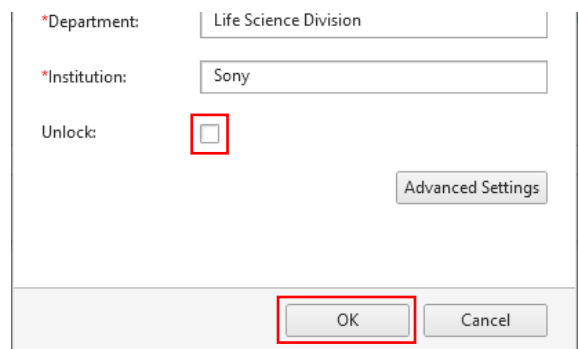 *Department: Life Science Division
*Institution: Sony
Unlock:
Advanced Settings
OK Cancel